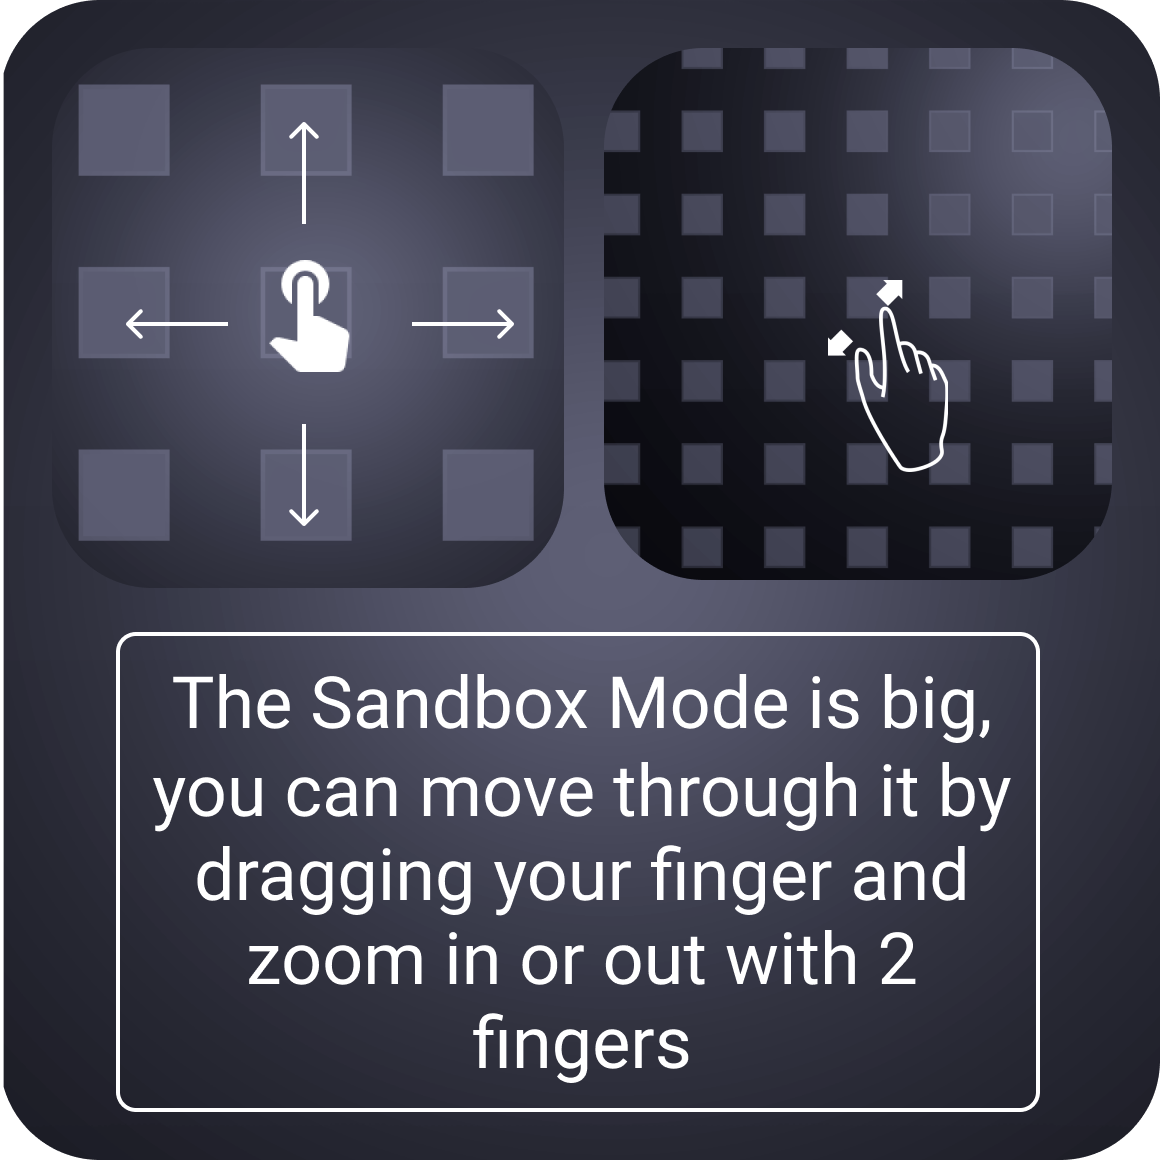 The Sandbox Mode is big,
you can move through it by
dragging your finger and
zoom in or out with 2
fingers